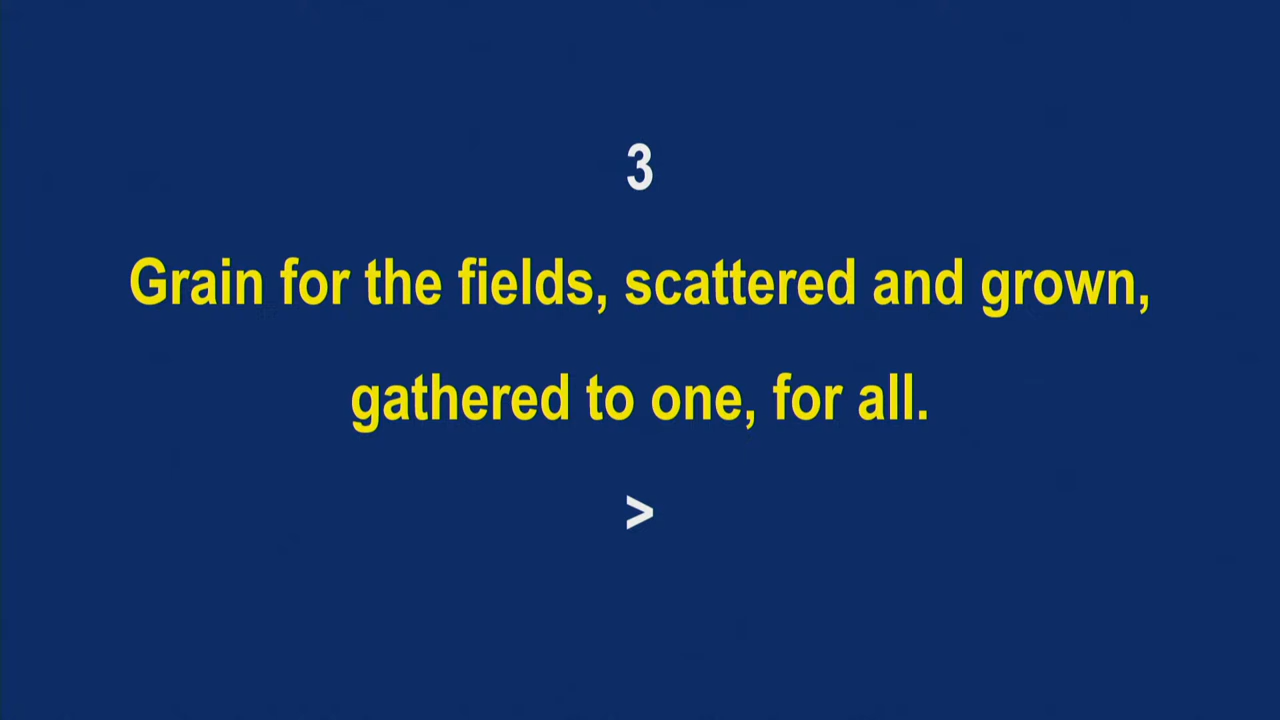 3
Grain for the fields, scattered and grown,
gathered to one, for all.
>